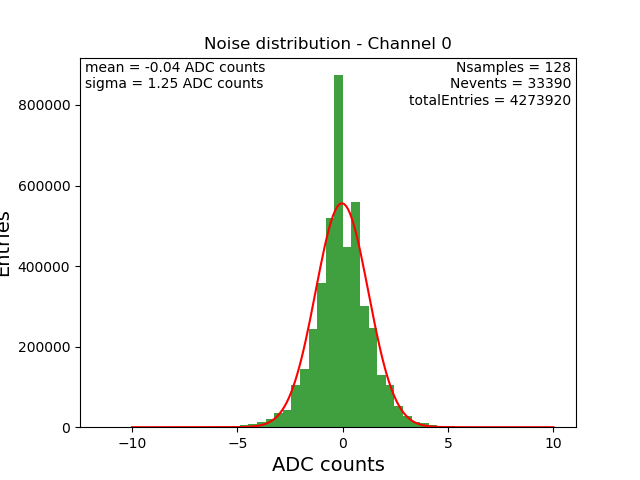 Noise distribution - Channel 0
mean = -0.04 ADC counts
sigma = 1.25 ADC counts
Nsamples = 128
Nevents = 33390
totalEntries = 4273920
Entries
800000
600000
400000
200000
0
−10
−5
0
5
10
ADC counts